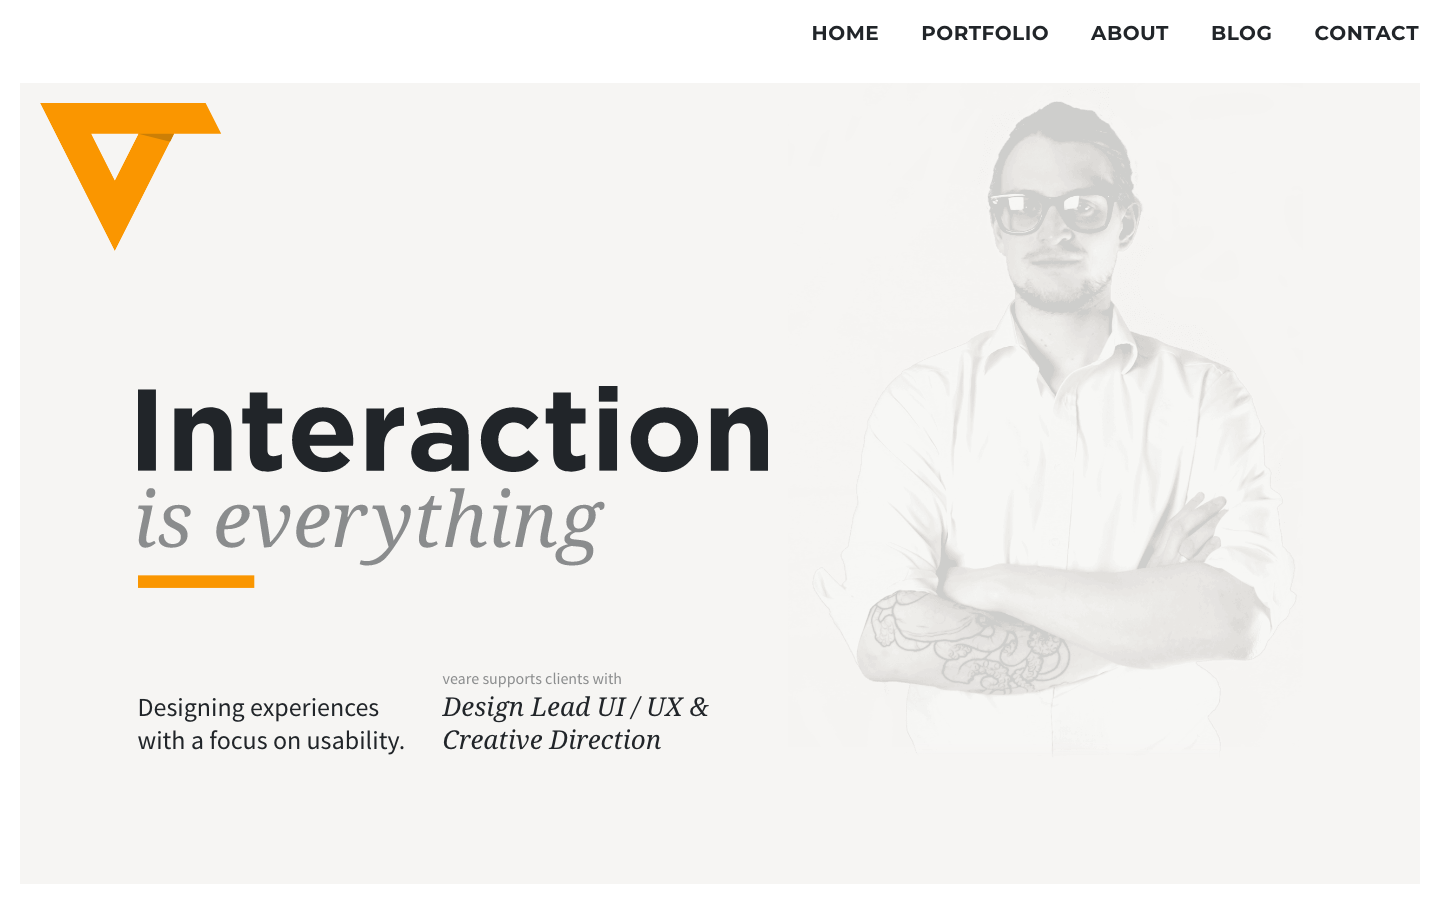 HOME PORTFOLIO ABOUT BLOG CONTACT
Interaction
is everything
Designing experiences
with a focus on usability.
veare supports clients with
Design Lead UI / UX &
Creative Direction